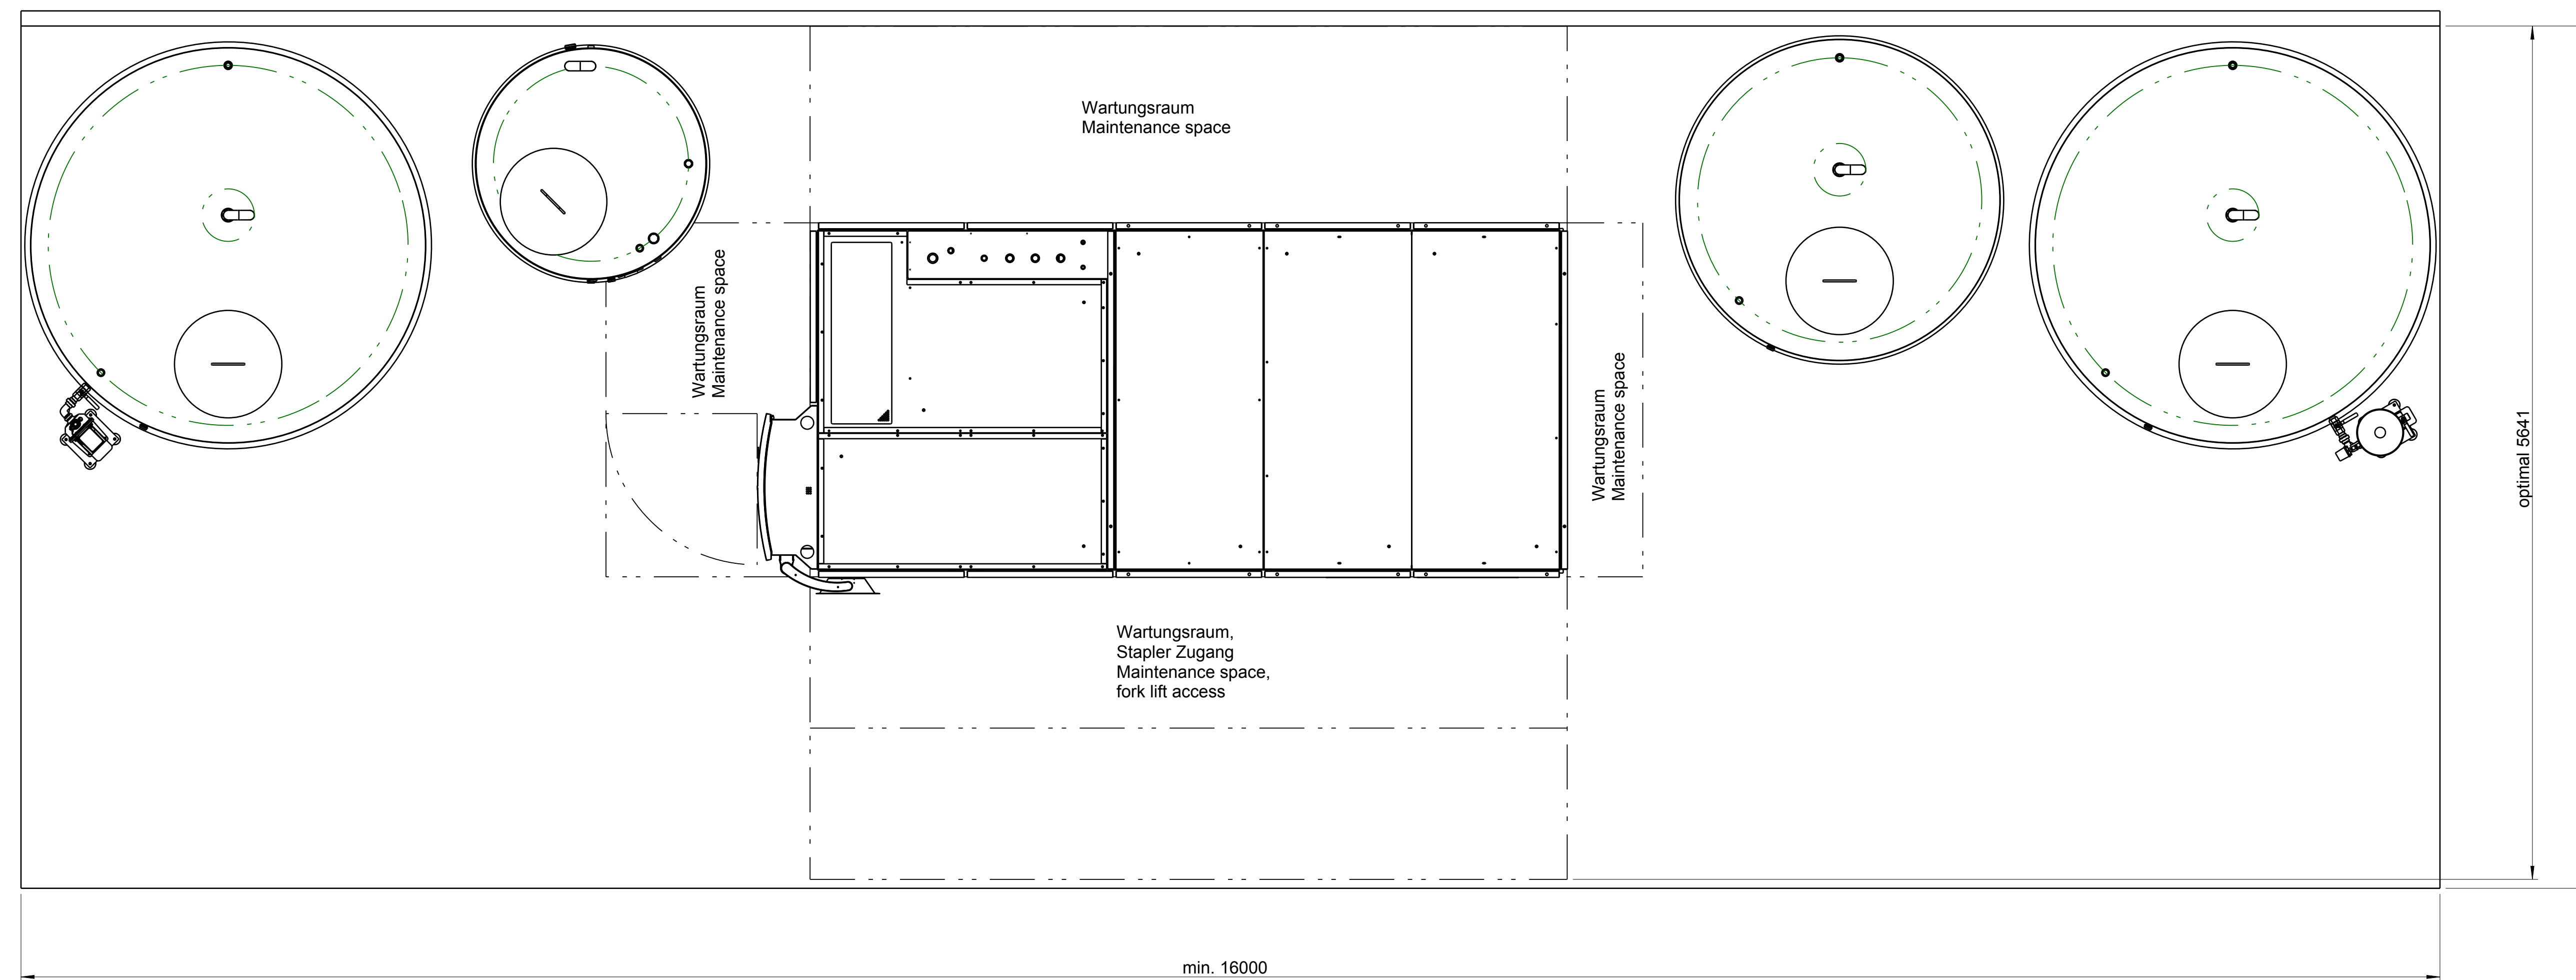 Wartungsraum
Maintenance space
Wartungsraum
Maintenance space
Wartungsraum
Maintenance space
optimal 5641
Wartungsraum,
Stapler Zugang
Maintenance space,
fork lift access
min. 16000